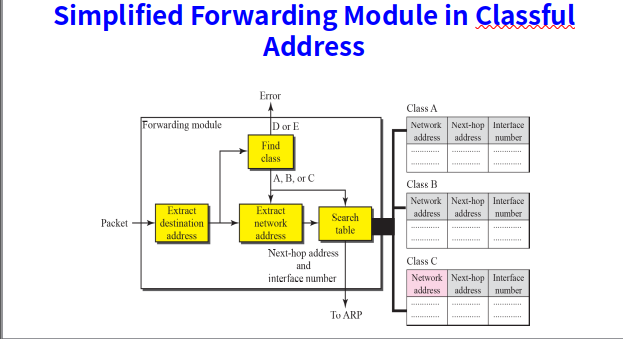 Simplified Forwarding Module in Classful
Address
Error
Forwarding module
D or E
Find
class
A, B, or C
Packet
Extract
destination
address
Extract
network
address
Search
table
Next-hop address
and
interface number
To ARP
Class A
Network address Next-hop address Interface number
Class B
Network address Next-hop address Interface number
Class C
Network address Next-hop address Interface number